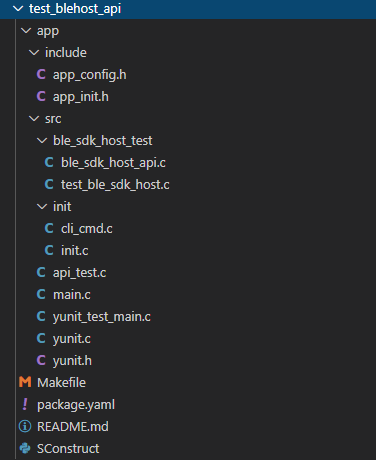 test_blehost_api
app
include
C app_config.h
C app_init.h
src
ble_sdk_host_test
C ble_sdk_host_api.c
C test_ble_sdk_host.c
init
C cli_cmd.c
C init.c
C api_test.c
C main.c
C yunit_test_main.c
C yunit.c
C yunit.h
M Makefile
! package.yaml
README.md
SConstruct